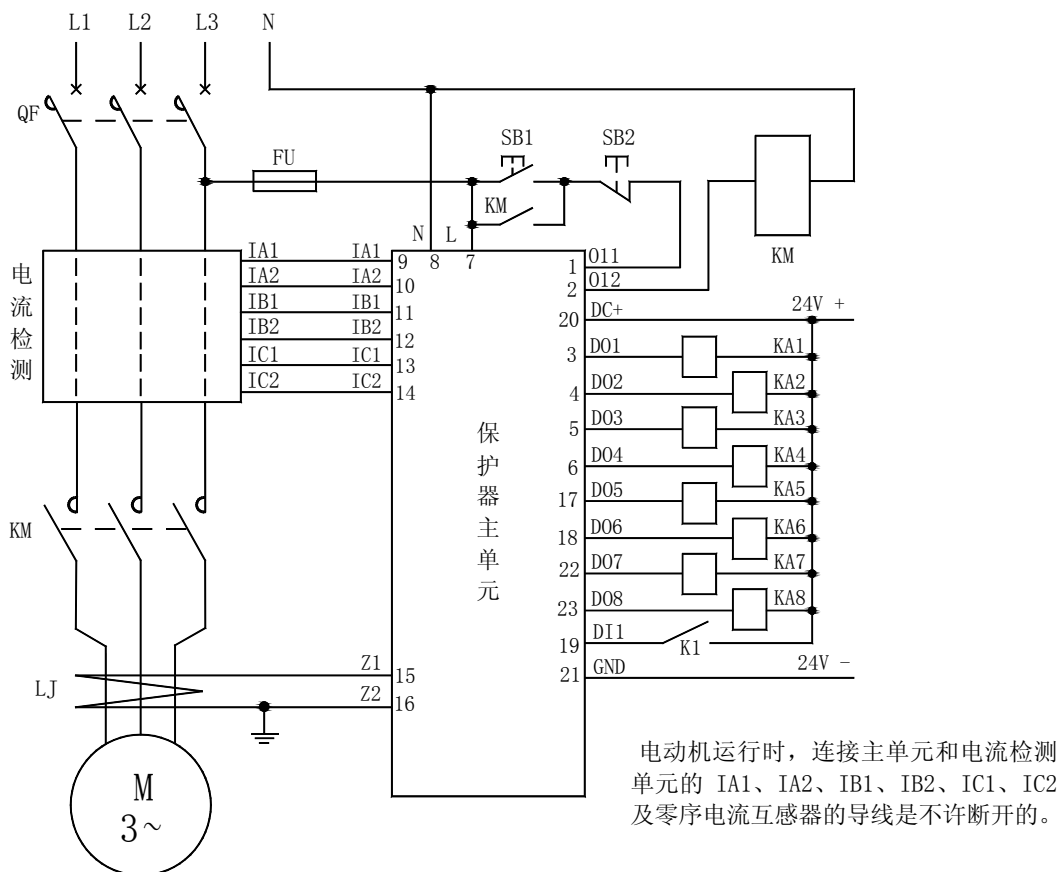 L1 L2 L3 N
QF
FU
SB1 SB2
KM
KM
N L
8 7
电流检测
IA1 IA1 9
IA2 IA2 10
IB1 IB1 11
IB2 IB2 12
IC1 IC1 13
IC2 IC2 14
保护器主单元
1 O11
2 O12
20 DC+ 24V +
3 DO1 KA1
4 DO2 KA2
5 DO3 KA3
6 DO4 KA4
17 DO5 KA5
18 DO6 KA6
22 DO7 KA7
23 DO8 KA8
19 DI1 K1
21 GND 24V -
KM
LJ
Z1 15
Z2 16
M
3~
电动机运行时，连接主单元和电流检测
单元的 IA1、IA2、IB1、IB2、IC1、IC2
及零序电流互感器的导线是不许断开的。